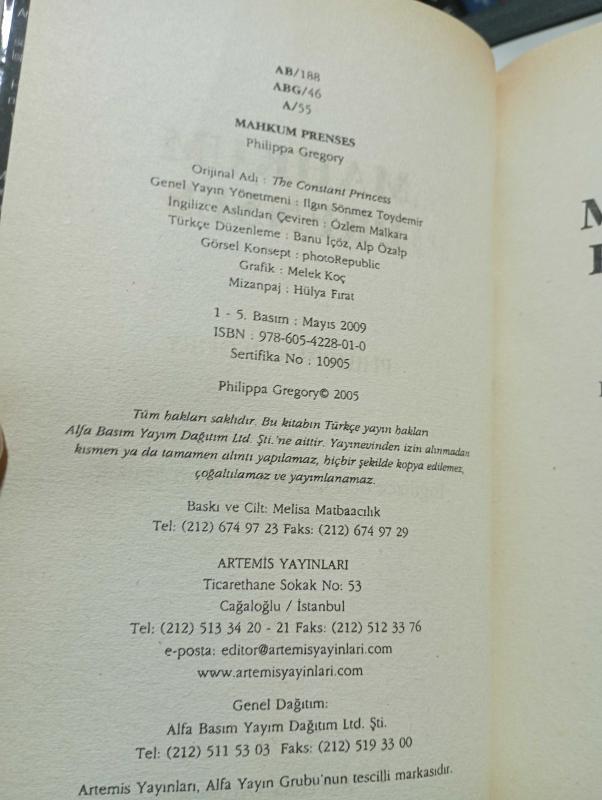 AB/188
ABG/46
A/55
MAHKUM PRENSES
Philippa Gregory
Orijinal Adı : The Constant Princess
Genel Yayın Yönetmeni : Ilgın Sönmez Toydemir
İngilizce Aslından Çeviren : Özlem Malkara
Türkçe Düzenleme : Banu İçöz, Alp Özalp
Görsel Konsept : photoRepublic
Grafik : Melek Koç
Mizanpaj : Hülya Fırat
1 - 5. Basım : Mayıs 2009
ISBN : 978-605-4228-01-0
Sertifika No : 10905
Philippa Gregory© 2005
Tüm hakları saklıdır. Bu kitabın Türkçe yayın hakları
Alfa Basım Yayım Dağıtım Ltd. Şti.'ne aittir. Yayınevinden izin alınmadan
kısmen ya da tamamen alıntı yapılamaz, hiçbir şekilde kopya edilemez,
çoğaltılamaz ve yayımlanamaz.
Baskı ve Cilt: Melisa Matbaacılık
Tel: (212) 674 97 23 Faks: (212) 674 97 29
ARTEMİS YAYINLARI
Ticarethane Sokak No: 53
Cağaloğlu / İstanbul
Tel: (212) 513 34 20 - 21 Faks: (212) 512 33 76
e-posta: editor@artemisyayinlari.com
www.artemisyayinlari.com
Genel Dağıtım:
Alfa Basım Yayım Dağıtım Ltd. Şti.
Tel: (212) 511 53 03 Faks: (212) 519 33 00
Artemis Yayınları, Alfa Yayın Grubu'nun tescilli markasıdır.